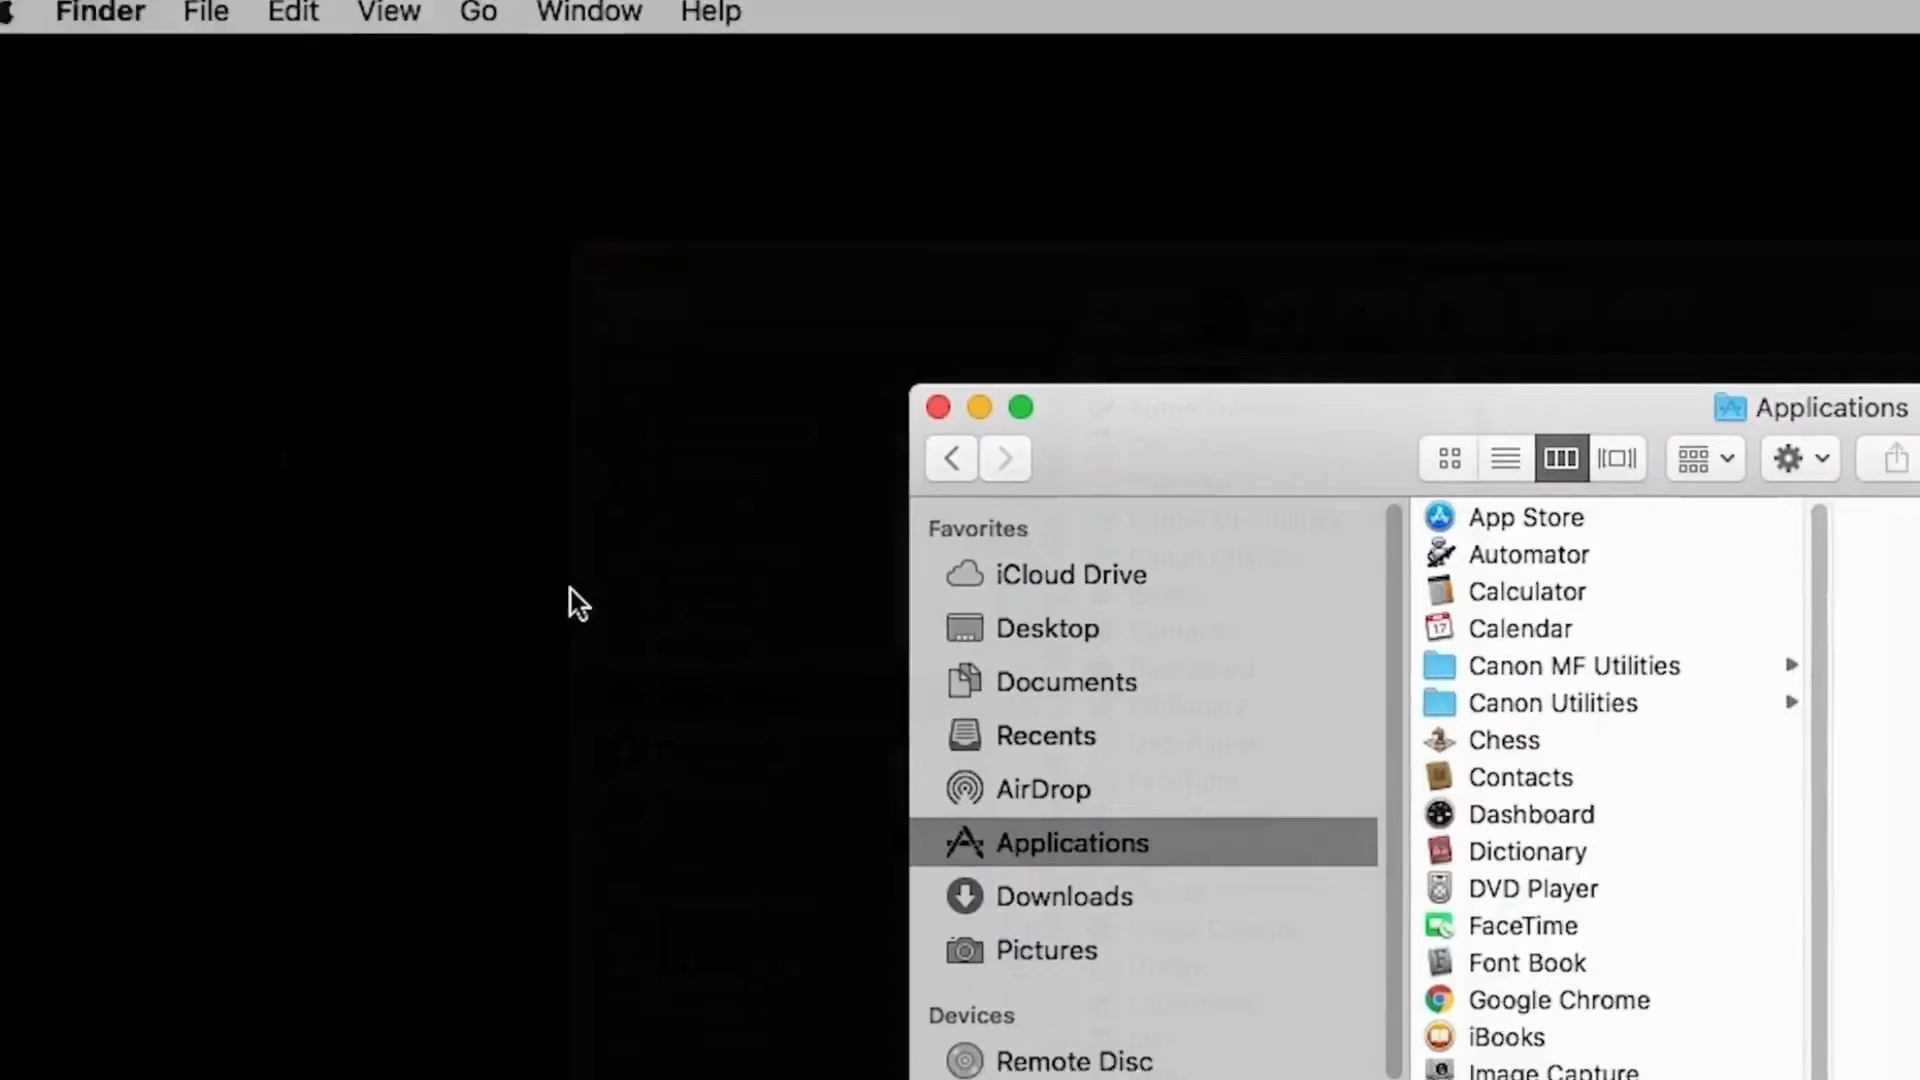 Finder File Edit View Go Window Help
Applications
Favorites
iCloud Drive
Desktop
Documents
Recents
AirDrop
Applications
Downloads
Pictures
Devices
Remote Disc
App Store
Automator
Calculator
17
Calendar
Canon MF Utilities
Canon Utilities
Chess
Contacts
Dashboard
Dictionary
DVD Player
FaceTime
Font Book
Google Chrome
iBooks
Image Capture